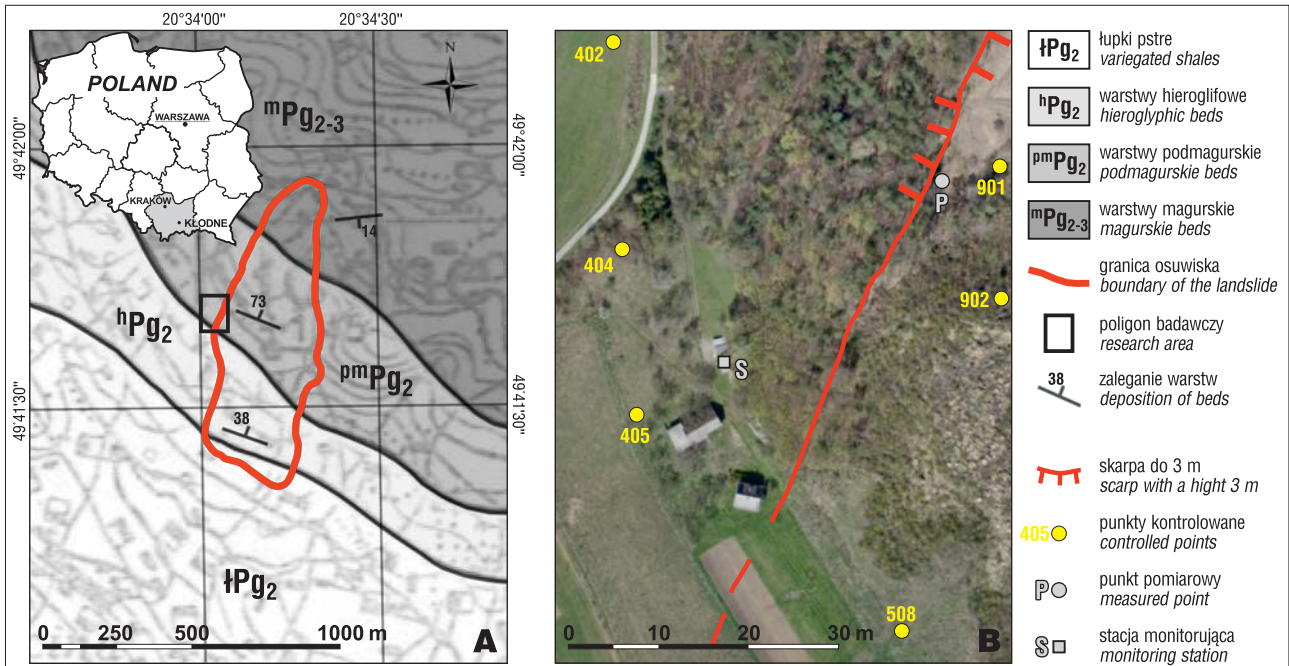 20°34'00"
20°34'30"
49°42'00"
49°41'30"
49°42'00"
49°41'30"
POLAND
WARSZAWA
KRAKÓW
KŁODNE
N
ᵐPg₂₋₃
14
73
ʰPg₂
ᵖᵐPg₂
38
łPg₂
0 250 500 1000 m
A
402
901
P
404
902
S
405
508
0 10 20 30 m
B
łPg₂
łupki pstre
variegated shales
ʰPg₂
warstwy hieroglifowe
hieroglyphic beds
ᵖᵐPg₂
warstwy podmagurskie
podmagurskie beds
ᵐPg₂₋₃
warstwy magurskie
magurskie beds
granica osuwiska
boundary of the landslide
poligon badawczy
research area
38
zaleganie warstw
deposition of beds
skarpa do 3 m
scarp with a hight 3 m
405
punkty kontrolowane
controlled points
P
punkt pomiarowy
measured point
S
stacja monitorująca
monitoring station